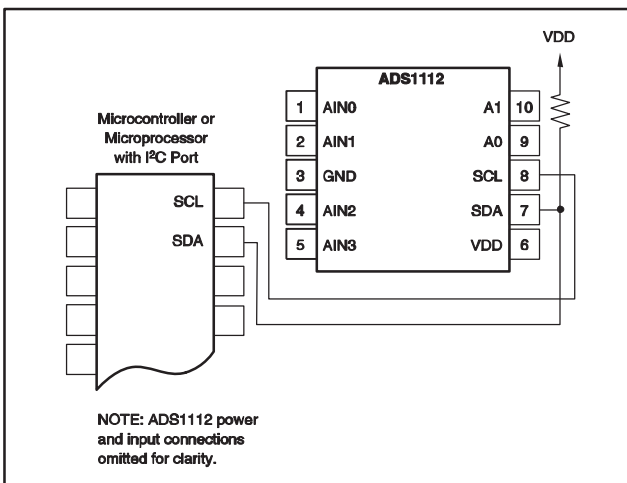 VDD
ADS1112
1 AIN0 A1 10
2 AIN1 A0 9
3 GND SCL 8
4 AIN2 SDA 7
5 AIN3 VDD 6
Microcontroller or
Microprocessor
with I²C Port
SCL
SDA
NOTE: ADS1112 power
and input connections
omitted for clarity.